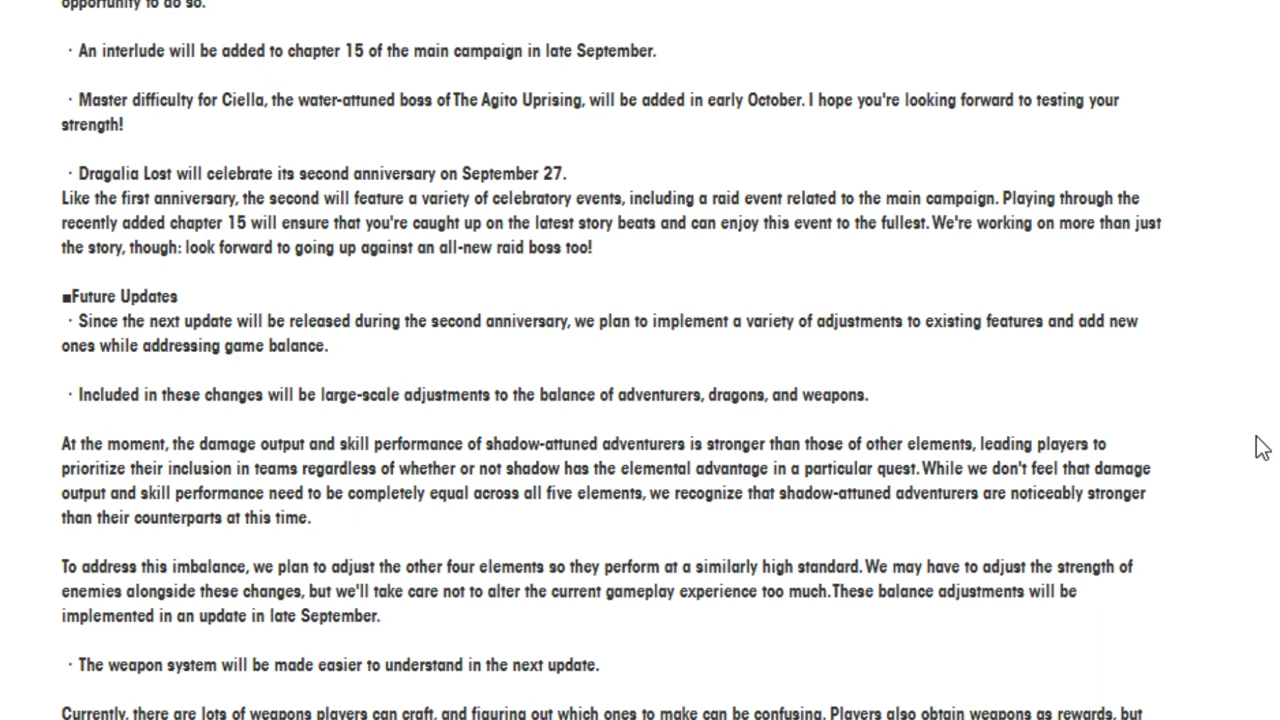 opportunity to do so.
· An interlude will be added to chapter 15 of the main campaign in late September.
· Master difficulty for Ciella, the water-attuned boss of The Agito Uprising, will be added in early October. I hope you're looking forward to testing your
strength!
· Dragalia Lost will celebrate its second anniversary on September 27.
Like the first anniversary, the second will feature a variety of celebratory events, including a raid event related to the main campaign. Playing through the
recently added chapter 15 will ensure that you're caught up on the latest story beats and can enjoy this event to the fullest. We're working on more than just
the story, though: look forward to going up against an all-new raid boss too!
■Future Updates
· Since the next update will be released during the second anniversary, we plan to implement a variety of adjustments to existing features and add new
ones while addressing game balance.
· Included in these changes will be large-scale adjustments to the balance of adventurers, dragons, and weapons.
At the moment, the damage output and skill performance of shadow-attuned adventurers is stronger than those of other elements, leading players to
prioritize their inclusion in teams regardless of whether or not shadow has the elemental advantage in a particular quest. While we don't feel that damage
output and skill performance need to be completely equal across all five elements, we recognize that shadow-attuned adventurers are noticeably stronger
than their counterparts at this time.
To address this imbalance, we plan to adjust the other four elements so they perform at a similarly high standard. We may have to adjust the strength of
enemies alongside these changes, but we'll take care not to alter the current gameplay experience too much. These balance adjustments will be
implemented in an update in late September.
· The weapon system will be made easier to understand in the next update.
Currently, there are lots of weapons players can craft, and figuring out which ones to make can be confusing. Players also obtain weapons as rewards, but